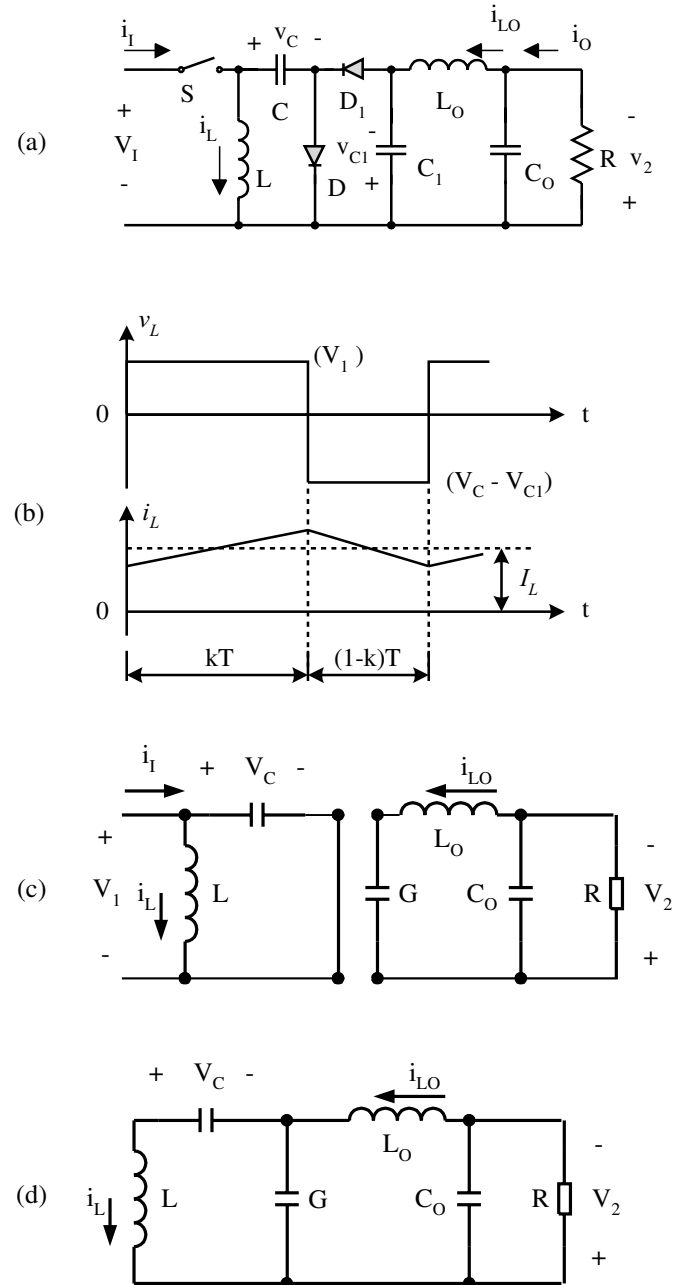 (a)
i_I
+ v_C -
i_LO
i_O
S
C
D_1
L_O
+
V_I
-
i_L
L
D
v_C1
-
+
C_1
C_O
R
-
v_2
+
(b)
v_L
(V_1)
0
t
(V_C - V_C1)
i_L
I_L
0
t
kT
(1-k)T
(c)
i_I
+ V_C -
i_LO
L_O
+
V_1
-
i_L
L
G
C_O
R
-
V_2
+
(d)
+ V_C -
i_LO
L_O
i_L
L
G
C_O
R
-
V_2
+